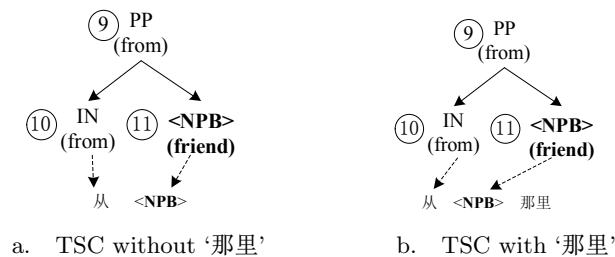 ⑨ PP ⑨ PP
(from) (from)
⑩ IN ⑪ <NPB> ⑩ IN ⑪ <NPB>
(from) (friend) (from) (friend)
从 <NPB> 从 <NPB> 那里
a. TSC without ‘那里’ b. TSC with ‘那里’